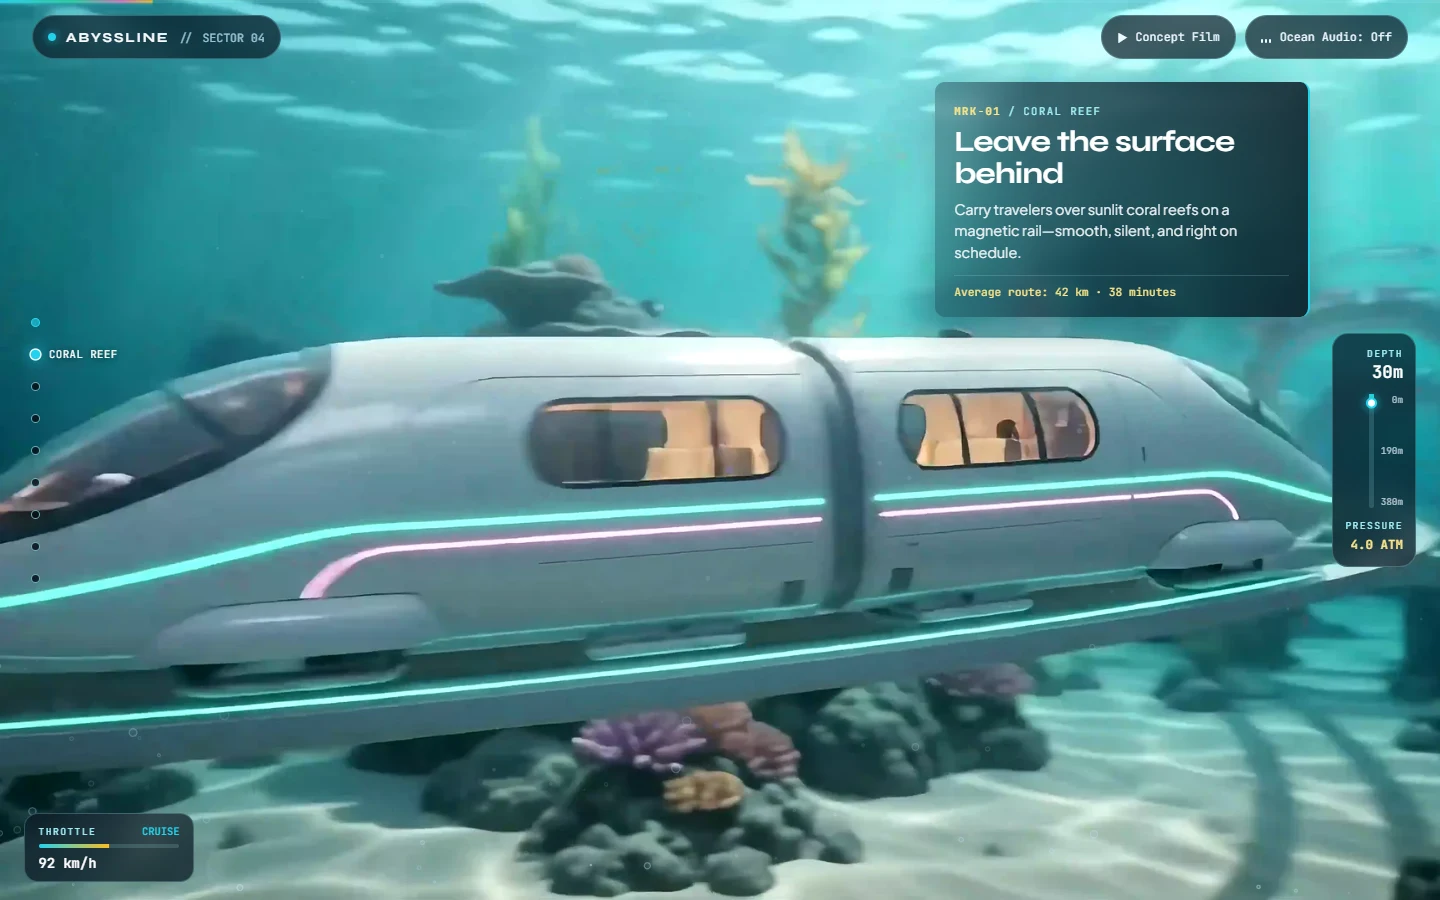 ABYSSLINE // SECTOR 04
Concept Film
Ocean Audio: Off
MRK-01 / CORAL REEF
Leave the surface
behind
Carry travelers over sunlit coral reefs on a
magnetic rail—smooth, silent, and right on
schedule.
Average route: 42 km · 38 minutes
CORAL REEF
DEPTH
30m
0m
190m
380m
PRESSURE
4.0 ATM
THROTTLE CRUISE
92 km/h